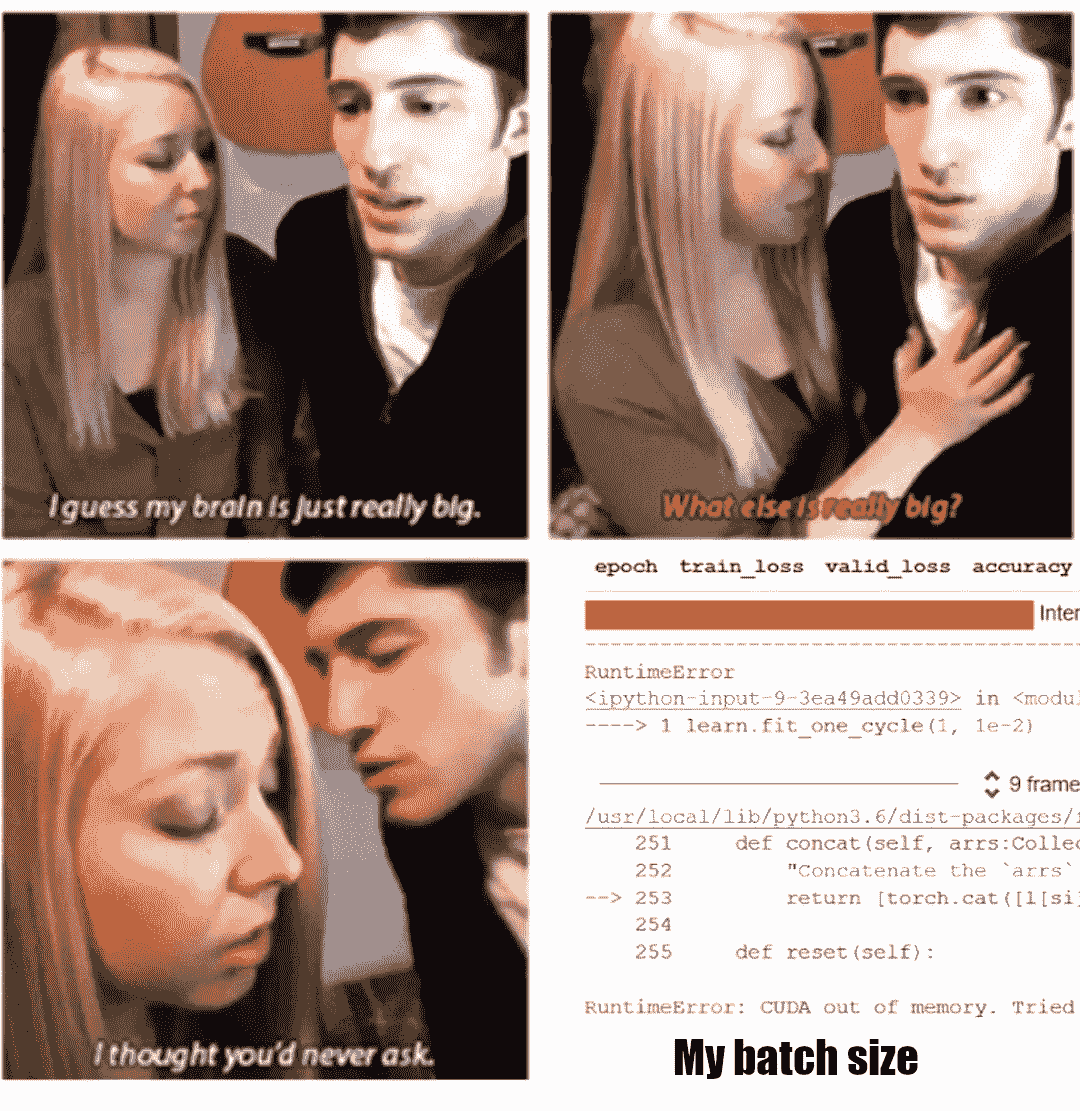 I guess my brain is just really big.
What else is really big?
I thought you'd never ask.
epoch train_loss valid_loss accuracy
Inter
RuntimeError
<ipython-input-9-3ea49add0339> in <modul
----> 1 learn.fit_one_cycle(1, 1e-2)
9 frame
/usr/local/lib/python3.6/dist-packages/
251 def concat(self, arrs:Collec
252 "Concatenate the `arrs`
--> 253 return [torch.cat([l[si]
254
255 def reset(self):
RuntimeError: CUDA out of memory. Tried
My batch size